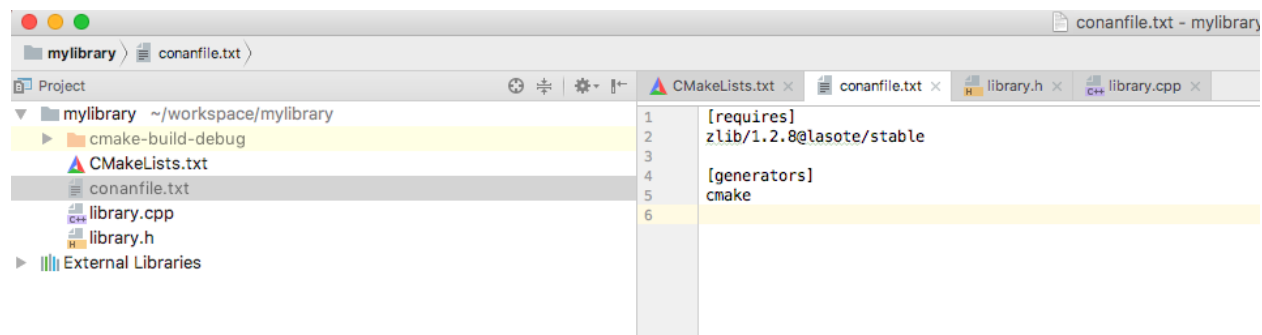 conanfile.txt - mylibrary
mylibrary conanfile.txt
Project
CMakeLists.txt conanfile.txt library.h library.cpp
mylibrary ~/workspace/mylibrary
cmake-build-debug
CMakeLists.txt
conanfile.txt
C++ library.cpp
H library.h
External Libraries
1 [requires]
2 zlib/1.2.8@lasote/stable
3
4 [generators]
5 cmake
6